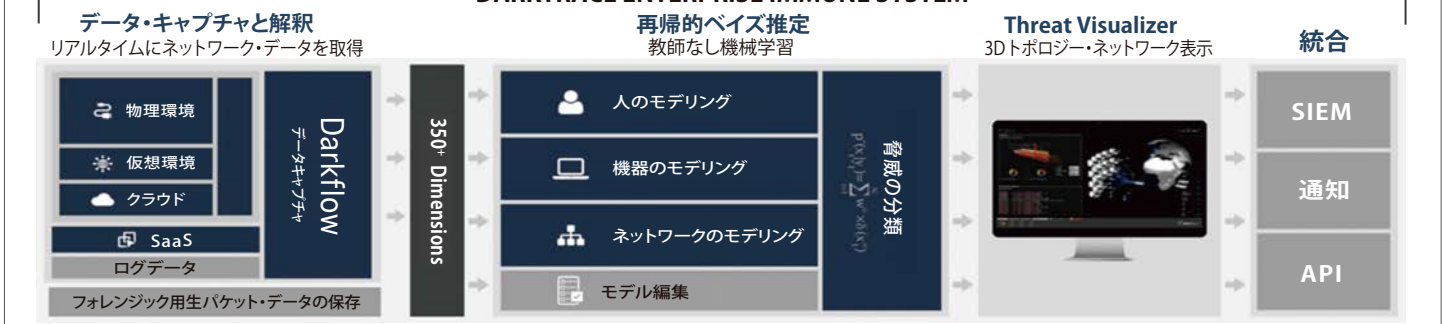 DARKTRACE ENTERPRISE IMMUNE SYSTEM
データ・キャプチャと解釈
リアルタイムにネットワーク・データを取得
再帰的ベイズ推定
教師なし機械学習
Threat Visualizer
3Dトポロジー・ネットワーク表示
統合
物理環境
仮想環境
クラウド
SaaS
ログデータ
Darkflow
データキャプチャ
フォレンジック用生パケット・データの保存
350+ Dimensions
人のモデリング
機器のモデリング
ネットワークのモデリング
モデル編集
脅威の分類
SIEM
通知
API